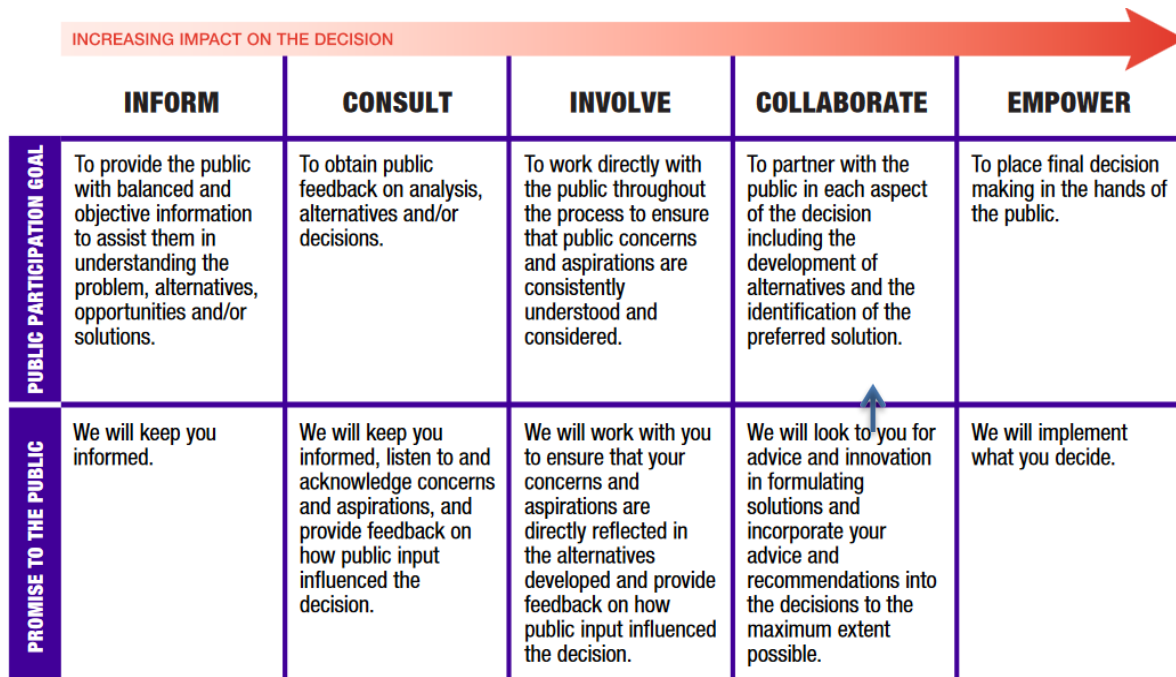 INCREASING IMPACT ON THE DECISION
INFORM
CONSULT
INVOLVE
COLLABORATE
EMPOWER
PUBLIC PARTICIPATION GOAL
To provide the public
with balanced and
objective information
to assist them in
understanding the
problem, alternatives,
opportunities and/or
solutions.
To obtain public
feedback on analysis,
alternatives and/or
decisions.
To work directly with
the public throughout
the process to ensure
that public concerns
and aspirations are
consistently
understood and
considered.
To partner with the
public in each aspect
of the decision
including the
development of
alternatives and the
identification of the
preferred solution.
To place final decision
making in the hands of
the public.
PROMISE TO THE PUBLIC
We will keep you
informed.
We will keep you
informed, listen to and
acknowledge concerns
and aspirations, and
provide feedback on
how public input
influenced the
decision.
We will work with you
to ensure that your
concerns and
aspirations are
directly reflected in
the alternatives
developed and provide
feedback on how
public input influenced
the decision.
We will look to you for
advice and innovation
in formulating
solutions and
incorporate your
advice and
recommendations into
the decisions to the
maximum extent
possible.
We will implement
what you decide.